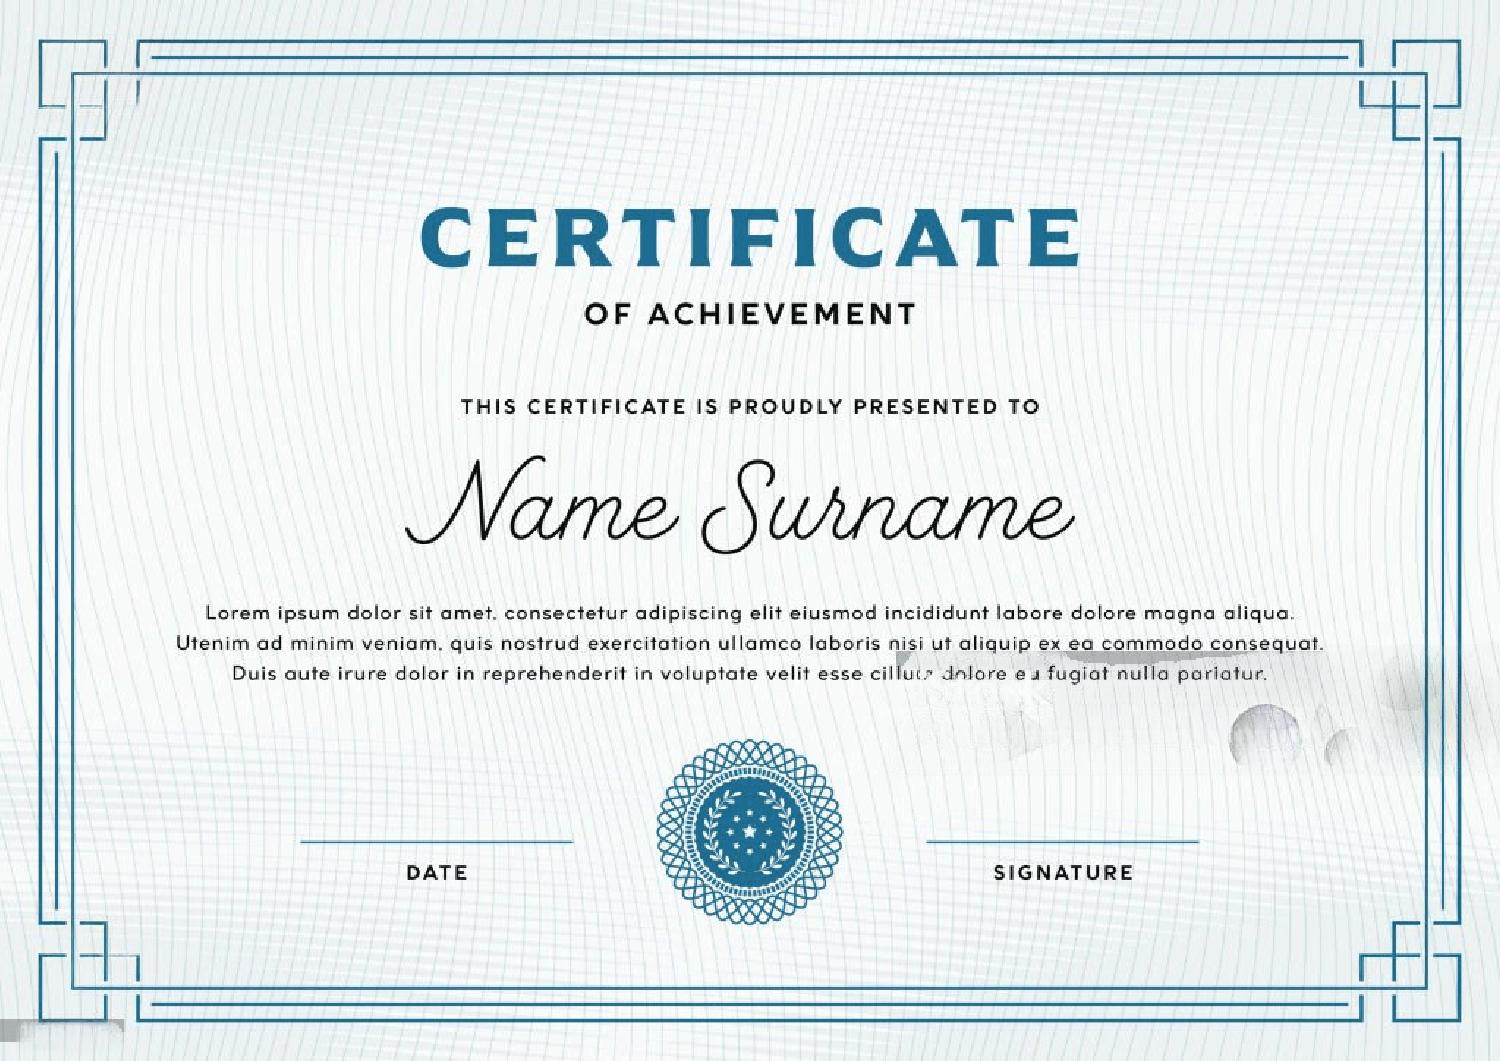 CERTIFICATE
OF ACHIEVEMENT
THIS CERTIFICATE IS PROUDLY PRESENTED TO
Name Surname
Lorem ipsum dolor sit amet, consectetur adipiscing elit eiusmod incididunt labore dolore magna aliqua.
Utenim ad minim veniam, quis nostrud exercitation ullamco laboris nisi ut aliquip ex ea commodo consequat.
Duis aute irure dolor in reprehenderit in voluptate velit esse dolore eu fugiat nulla pariatur.
DATE
SIGNATURE